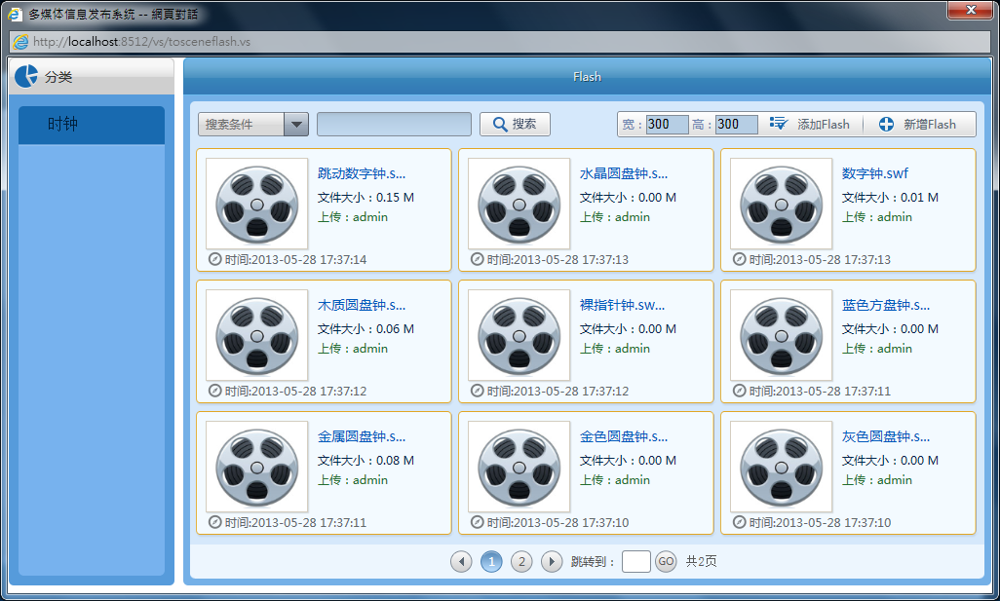 多媒体信息发布系统 -- 網頁對話
http://localhost:8512/vs/tosceneflash.vs
分类
时钟
Flash
搜索条件
搜索
宽：300 高：300
添加Flash
新增Flash
跳动数字钟.s...
文件大小：0.15 M
上传：admin
时间:2013-05-28 17:37:14
水晶圆盘钟.s...
文件大小：0.00 M
上传：admin
时间:2013-05-28 17:37:13
数字钟.swf
文件大小：0.01 M
上传：admin
时间:2013-05-28 17:37:13
木质圆盘钟.s...
文件大小：0.06 M
上传：admin
时间:2013-05-28 17:37:12
裸指针钟.sw...
文件大小：0.00 M
上传：admin
时间:2013-05-28 17:37:12
蓝色方盘钟.s...
文件大小：0.00 M
上传：admin
时间:2013-05-28 17:37:11
金属圆盘钟.s...
文件大小：0.08 M
上传：admin
时间:2013-05-28 17:37:11
金色圆盘钟.s...
文件大小：0.00 M
上传：admin
时间:2013-05-28 17:37:10
灰色圆盘钟.s...
文件大小：0.00 M
上传：admin
时间:2013-05-28 17:37:10
1 2 跳转到： GO 共2页